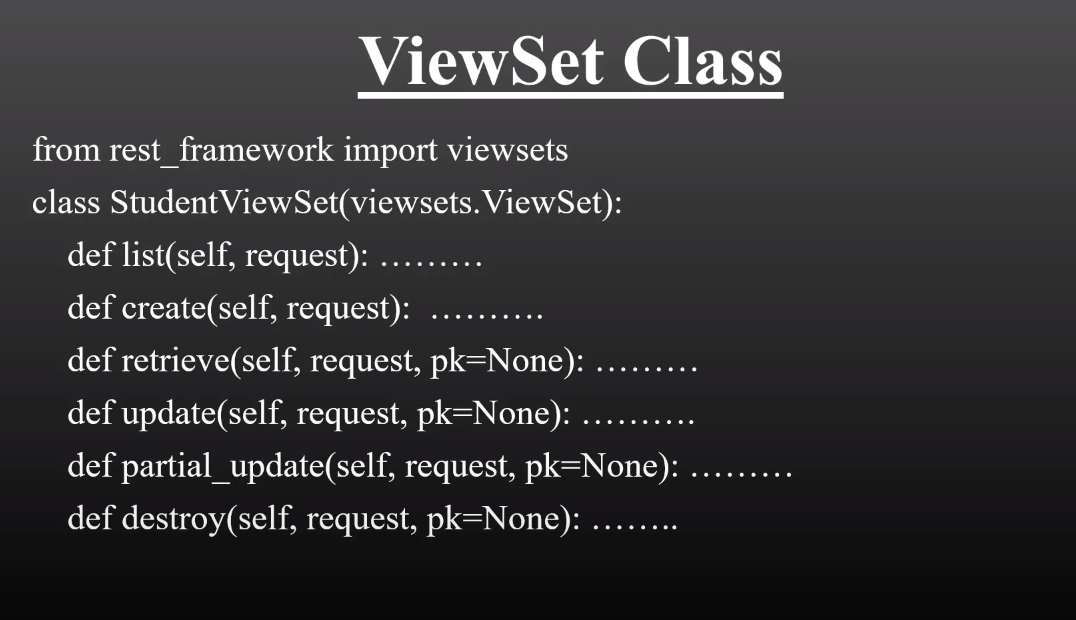 ViewSet Class
from rest_framework import viewsets
class StudentViewSet(viewsets.ViewSet):
def list(self, request): ………
def create(self, request):  ……….
def retrieve(self, request, pk=None): ………
def update(self, request, pk=None): ……….
def partial_update(self, request, pk=None): ………
def destroy(self, request, pk=None): ……..